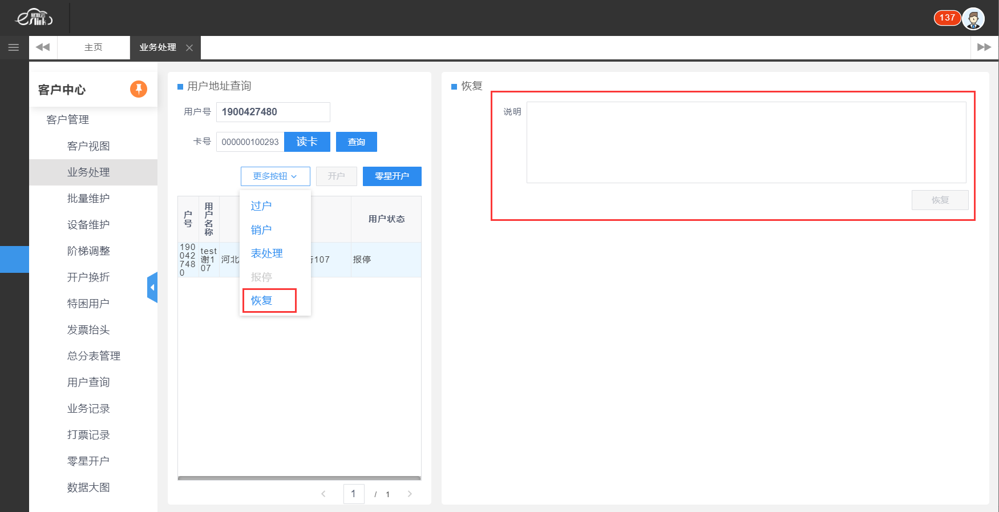 易联云
eslink
137
主页
业务处理
客户中心
客户管理
客户视图
业务处理
批量维护
设备维护
阶梯调整
开户换折
特困用户
发票抬头
总分表管理
用户查询
业务记录
打票记录
零星开户
数据大图
用户地址查询
用户号 1900427480
卡号 000000100293 读卡 查询
更多按钮 开户 零星开户
过户
销户
表处理
报停
恢复
户号 用户名称 用户状态
1900427480 test谢107 河北 107 报停
1 / 1
恢复
说明
恢复